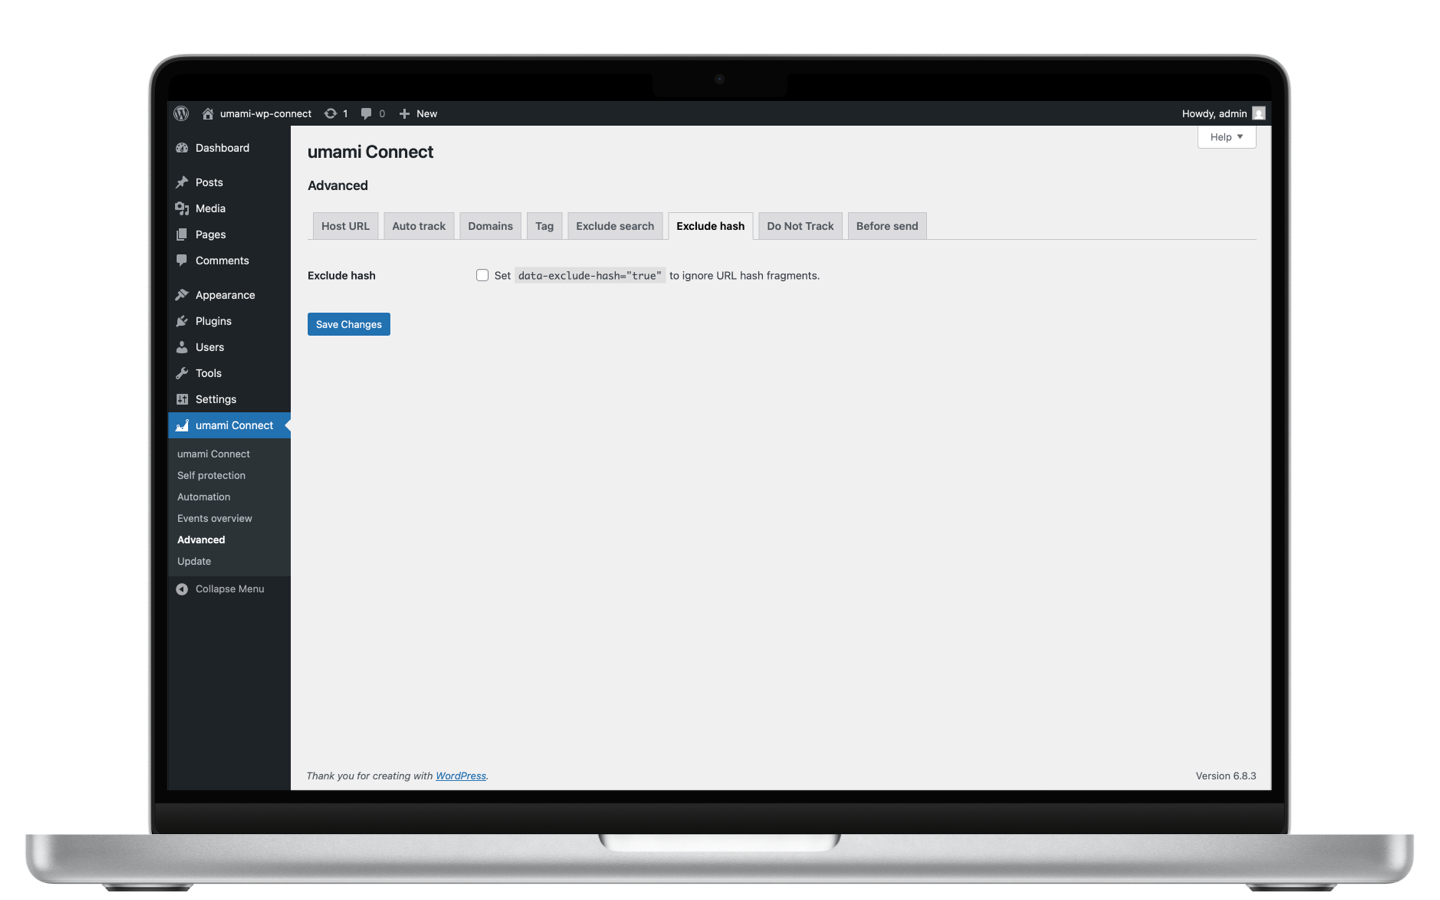 umami-wp-connect 1 0 New Howdy, admin
Help
Dashboard
Posts
Media
Pages
Comments
Appearance
Plugins
Users
Tools
Settings
umami Connect
umami Connect
Self protection
Automation
Events overview
Advanced
Update
Collapse Menu
umami Connect
Advanced
Host URL Auto track Domains Tag Exclude search Exclude hash Do Not Track Before send
Exclude hash Set data-exclude-hash="true" to ignore URL hash fragments.
Save Changes
Thank you for creating with WordPress. Version 6.8.3